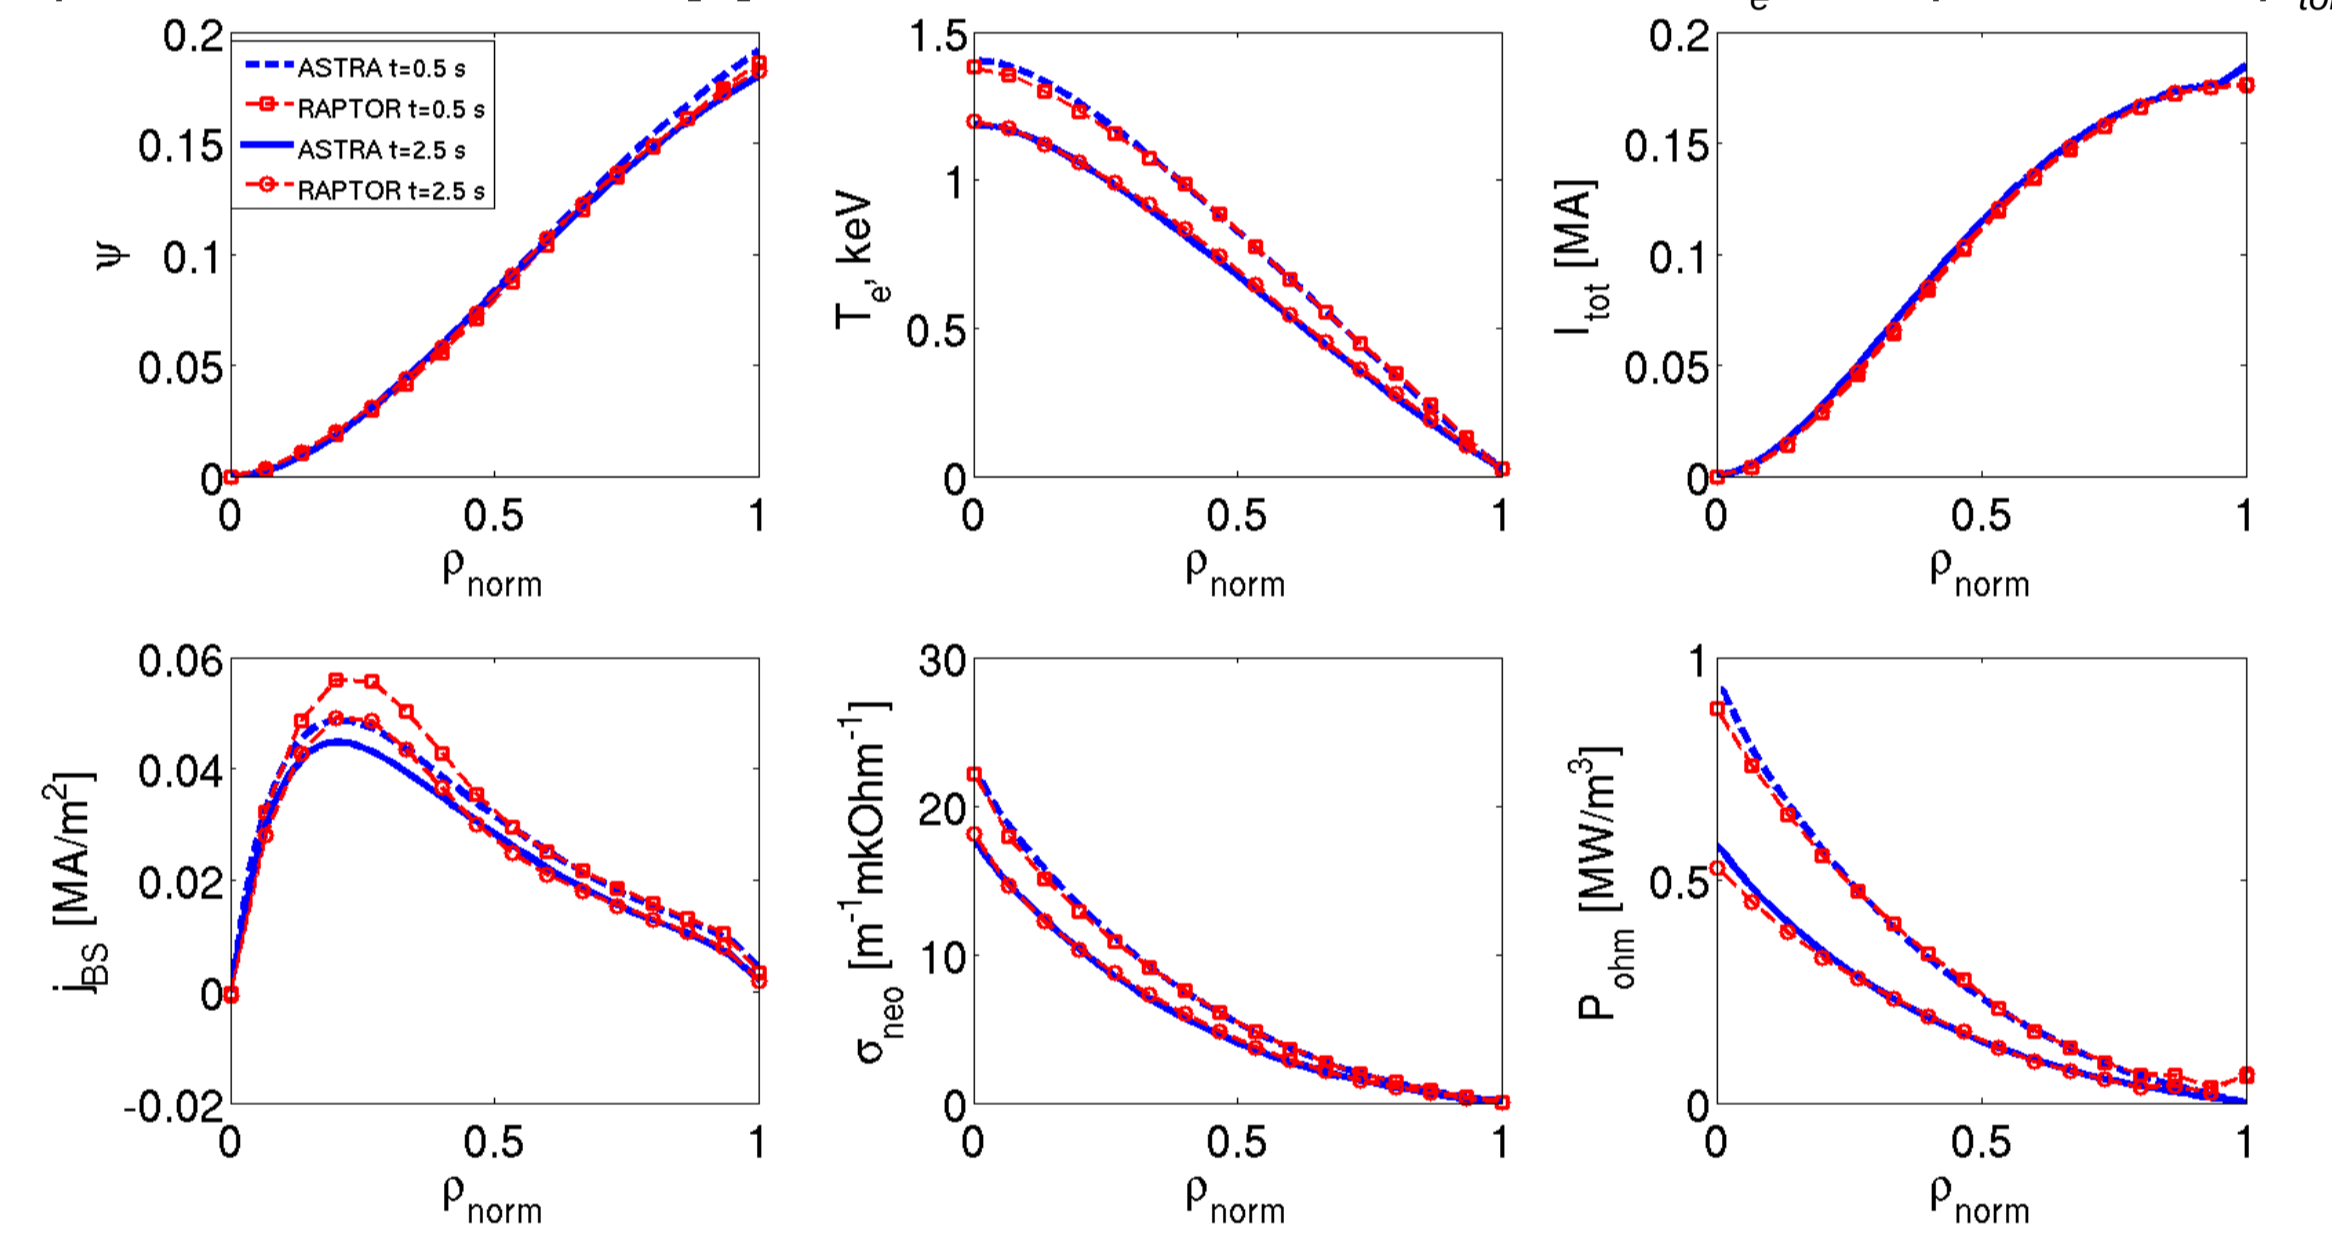 e
tor
0.2
0.15
0.1
0.05
0
ψ
ASTRA t=0.5 s
RAPTOR t=0.5 s
ASTRA t=2.5 s
RAPTOR t=2.5 s
0 0.5 1
ρnorm
1.5
1
0.5
0
Te, keV
0 0.5 1
ρnorm
0.2
0.15
0.1
0.05
0
Itot [MA]
0 0.5 1
ρnorm
0.06
0.04
0.02
0
-0.02
jBS [MA/m2]
0 0.5 1
ρnorm
30
20
10
0
σneo [m-1mkOhm-1]
0 0.5 1
ρnorm
1
0.5
0
Pohm [MW/m3]
0 0.5 1
ρnorm